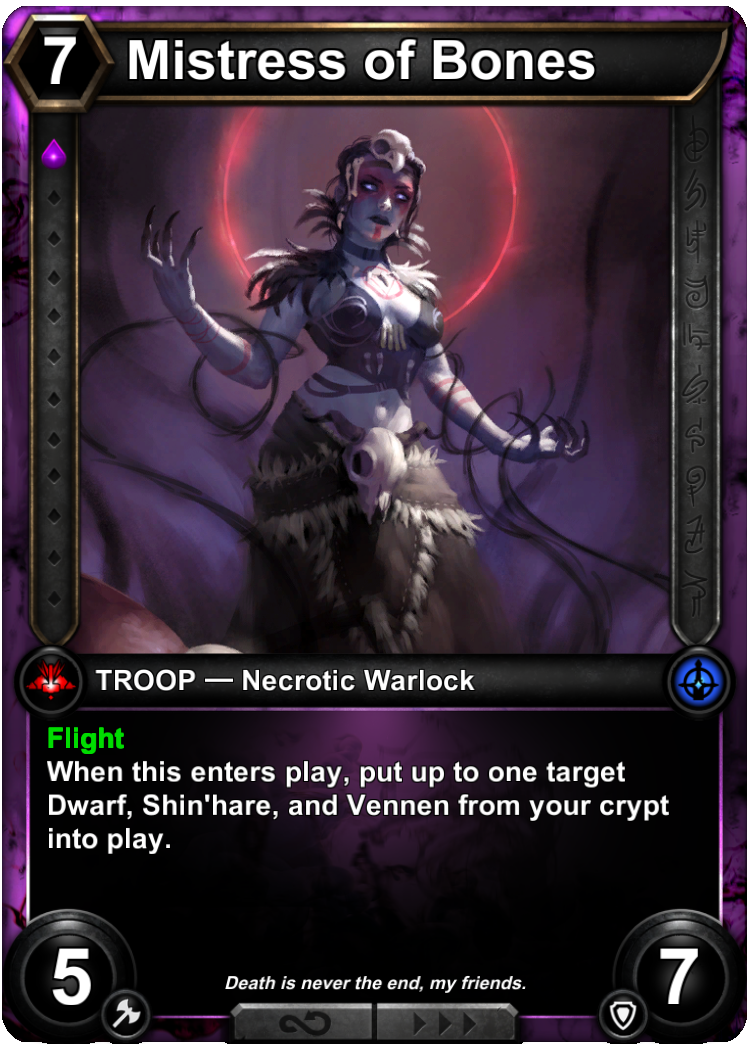 7 Mistress of Bones
TROOP — Necrotic Warlock
Flight
When this enters play, put up to one target
Dwarf, Shin'hare, and Vennen from your crypt
into play.
5
Death is never the end, my friends.
7